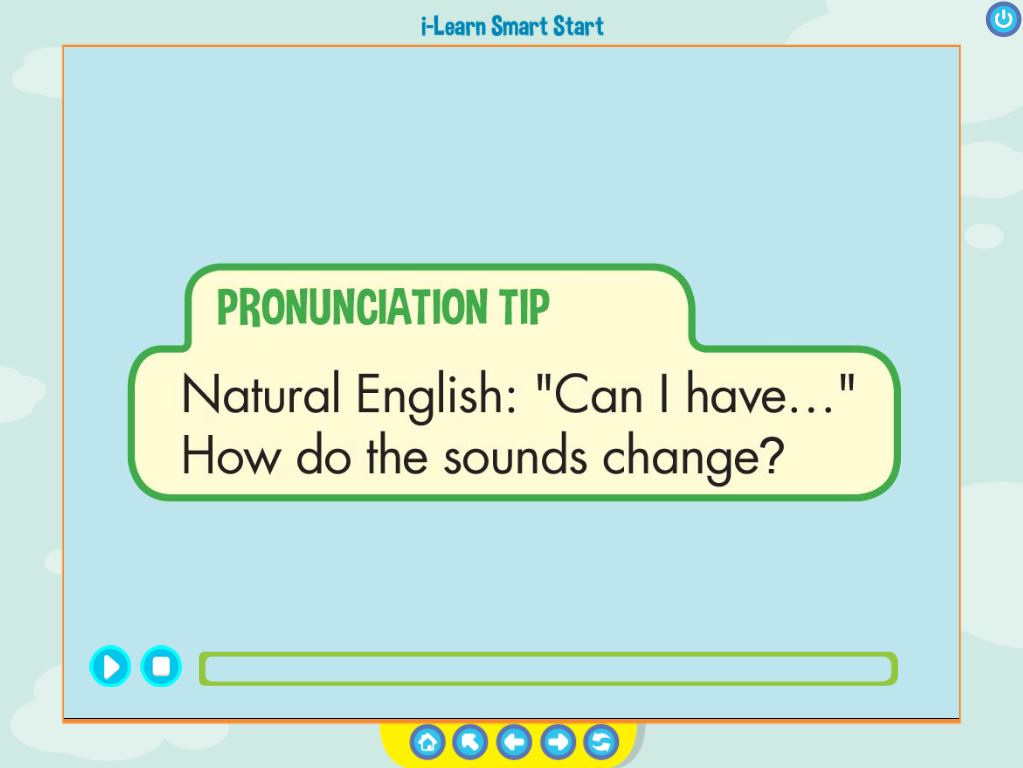 i-Learn Smart Start
PRONUNCIATION TIP
Natural English: "Can I have..."
How do the sounds change?